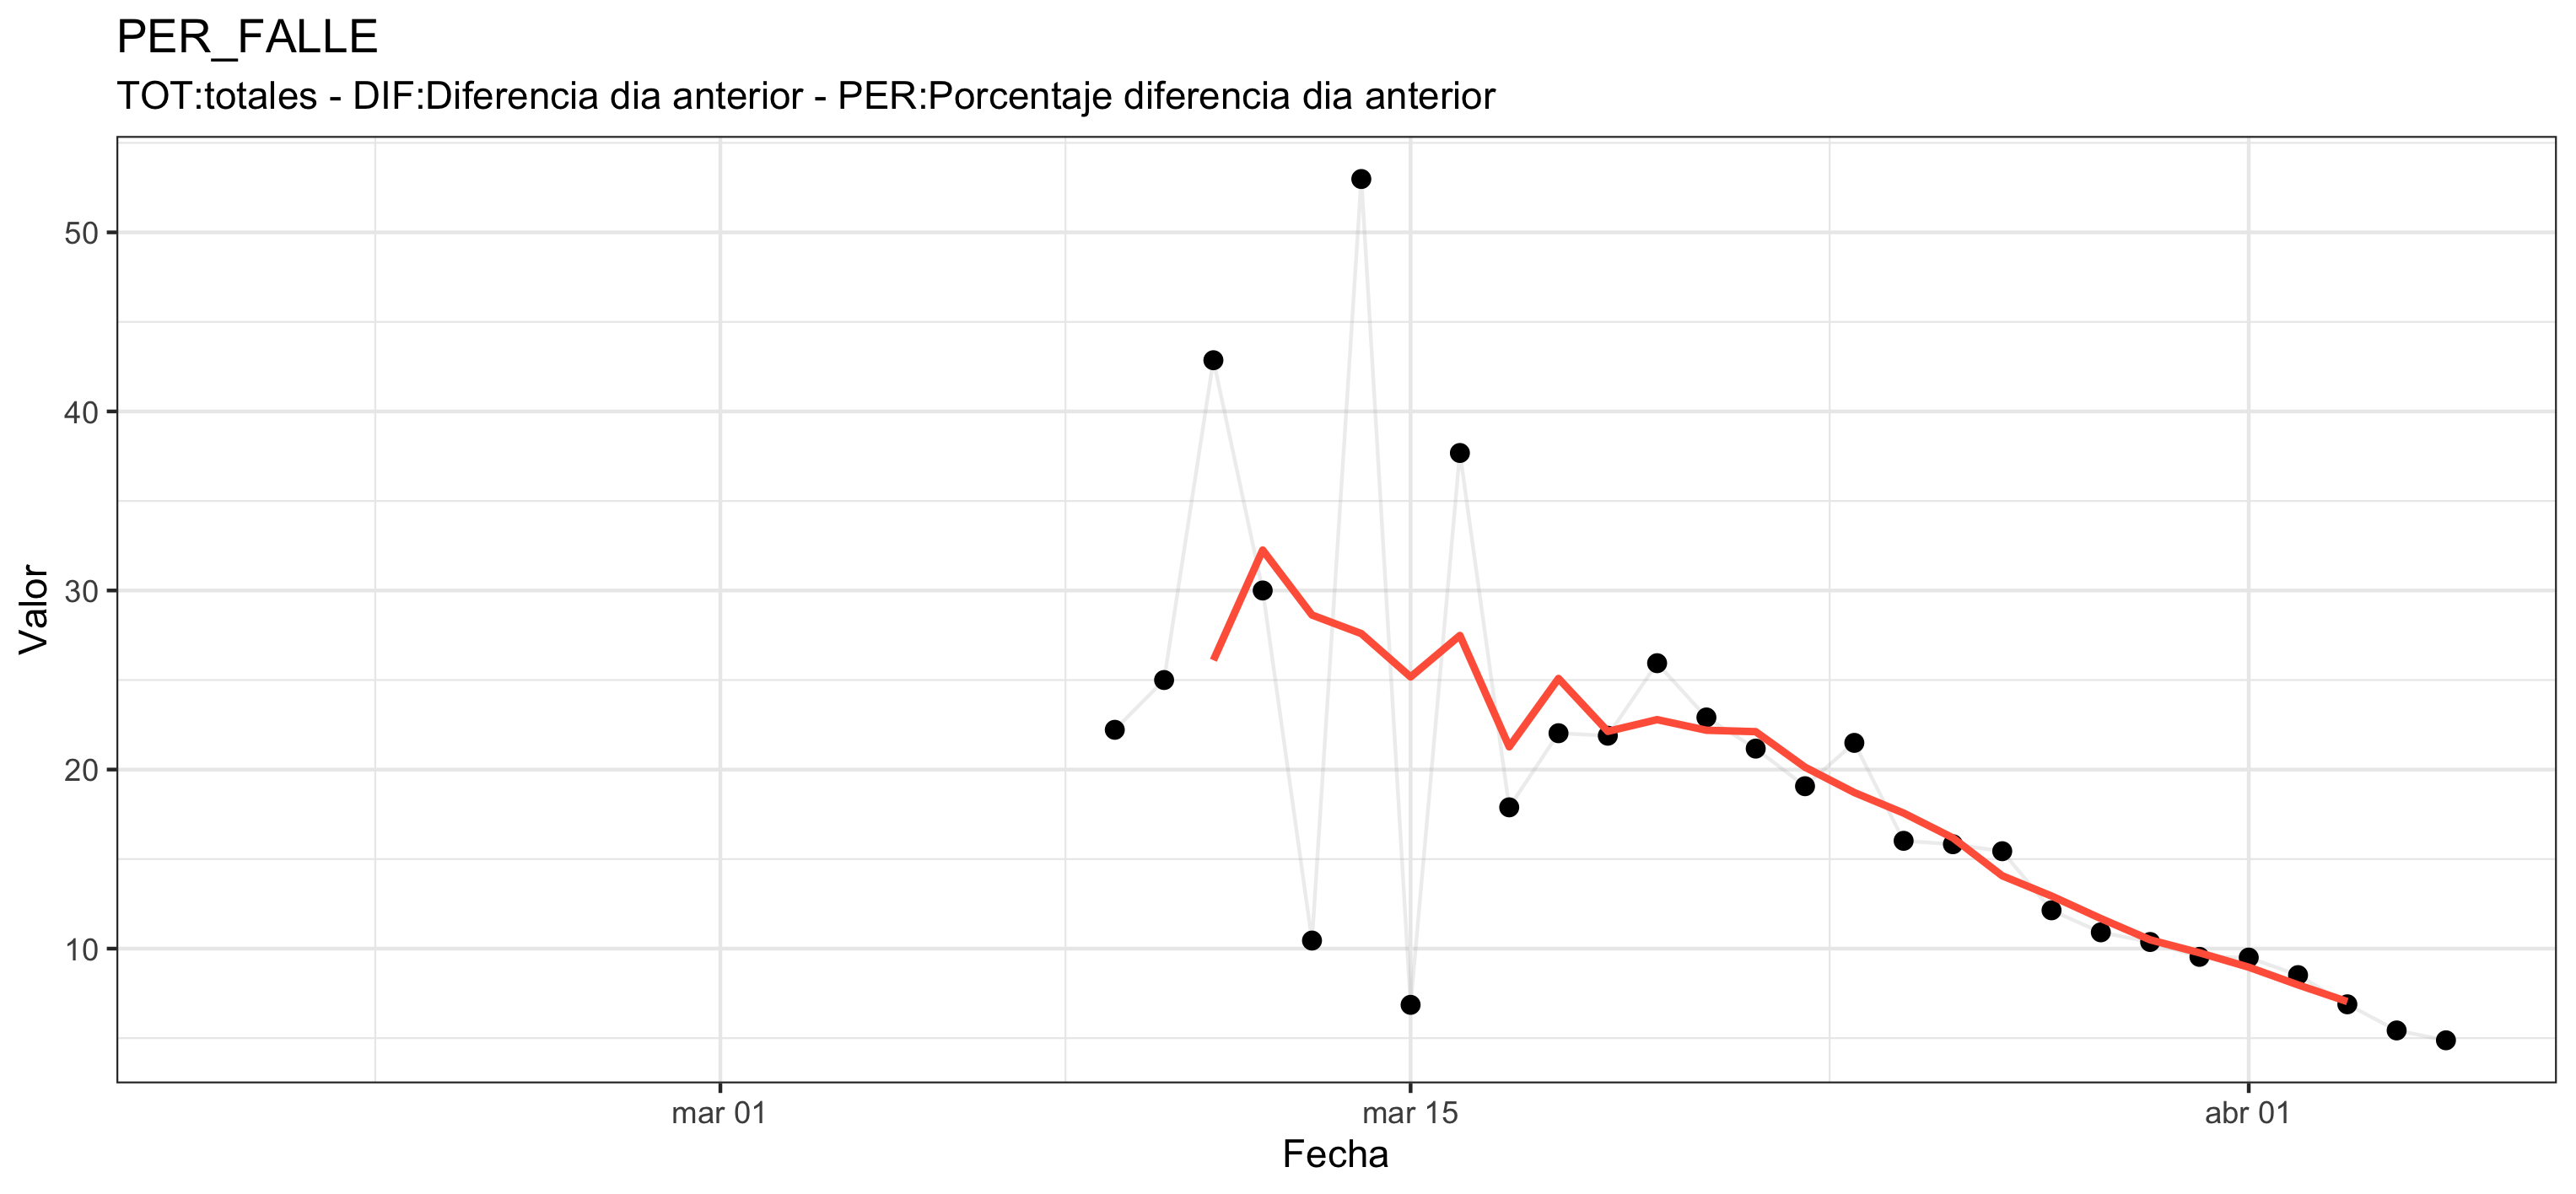 PER_FALLE
TOT:totales - DIF:Diferencia dia anterior - PER:Porcentaje diferencia dia anterior
Valor
50
40
30
20
10
mar 01
mar 15
abr 01
Fecha